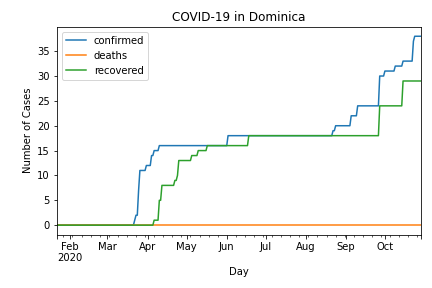 COVID-19 in Dominica
confirmed
deaths
recovered
Number of Cases
35
30
25
20
15
10
5
0
Feb Mar Apr May Jun Jul Aug Sep Oct
2020
Day